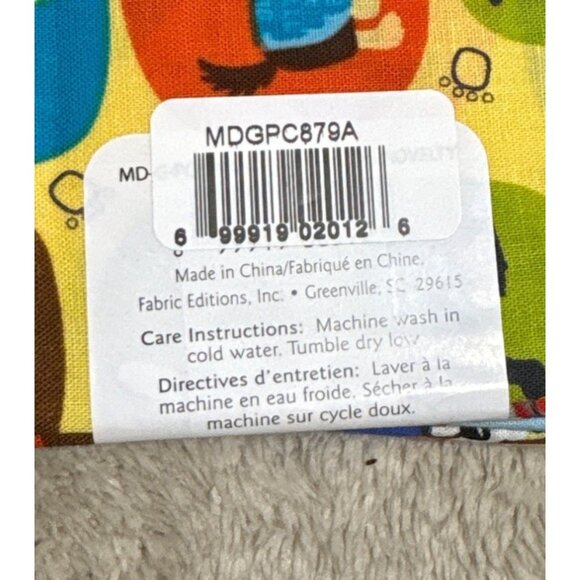 MDGPC879A
MD-
6 99919 02012 6
Made in China/Fabriqué en Chine.
Fabric Editions, Inc. • Greenville, SC 29615
Care Instructions: Machine wash in
cold water. Tumble dry low
Directives d'entretien: Laver à la
machine en eau froide. Sécher à la
machine sur cycle doux.